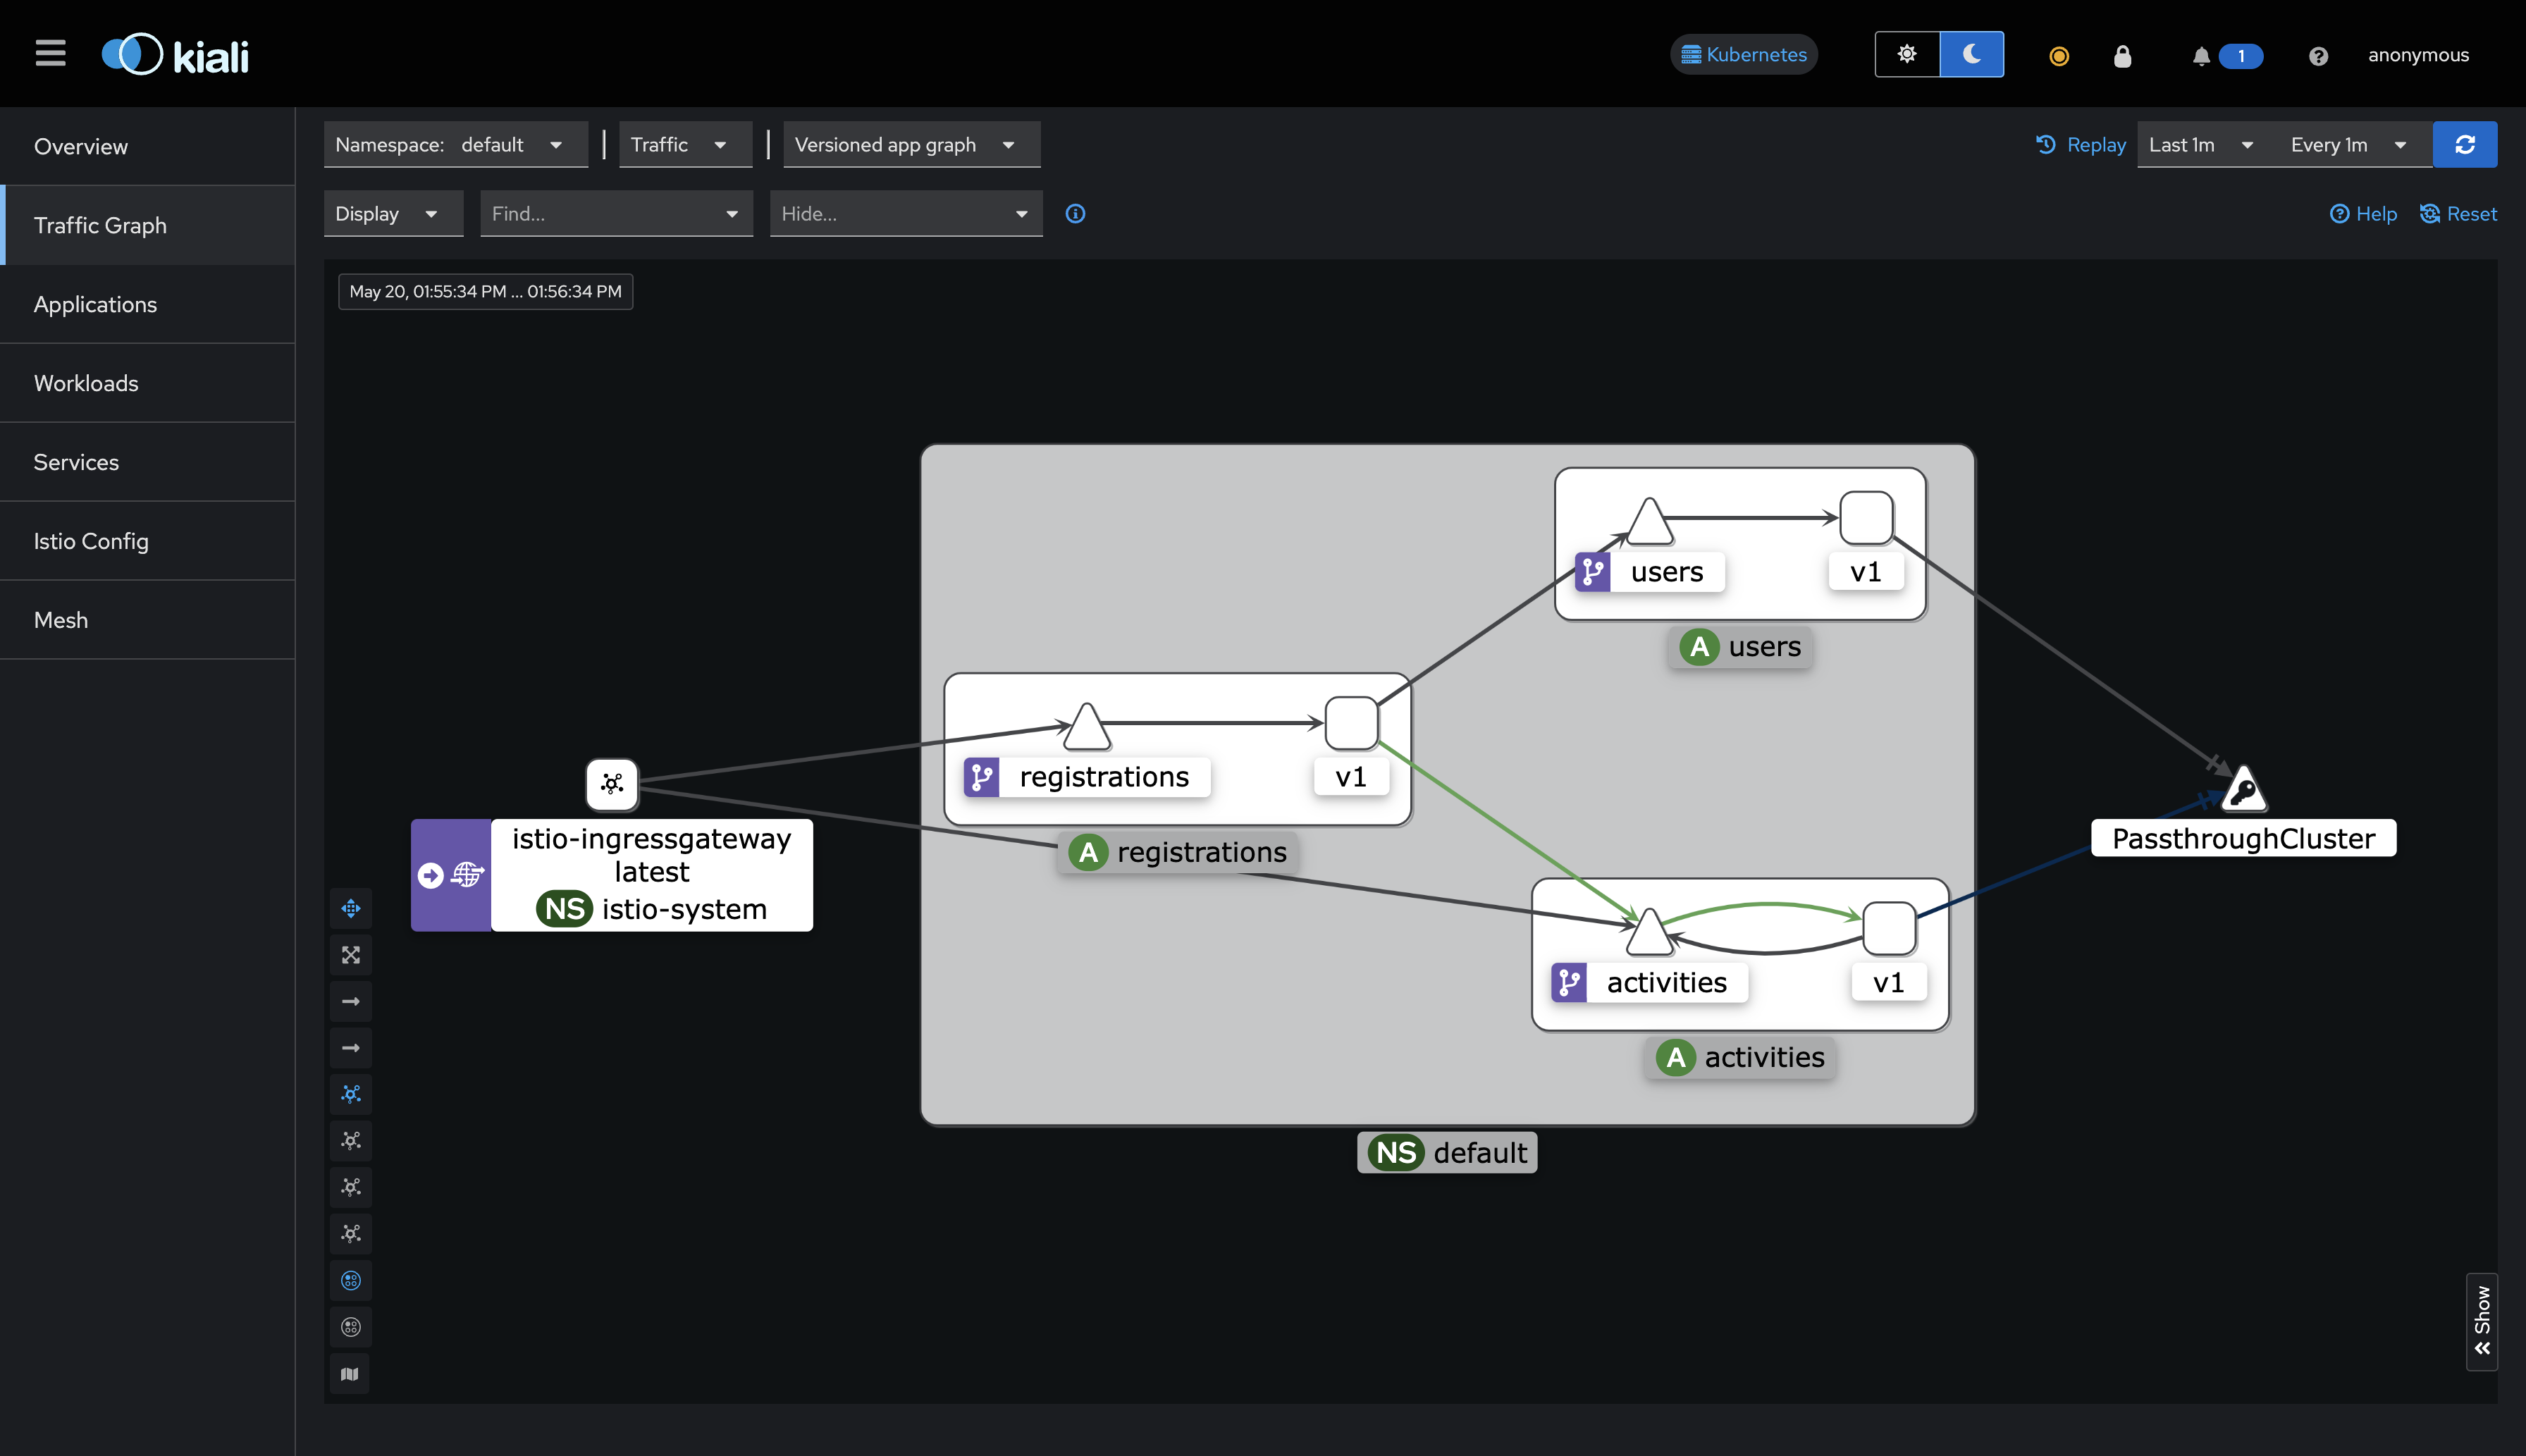 kiali
Kubernetes
1
anonymous
Overview
Traffic Graph
Applications
Workloads
Services
Istio Config
Mesh
Namespace: default
Traffic
Versioned app graph
Replay
Last 1m
Every 1m
Display
Find...
Hide...
Help
Reset
May 20, 01:55:34 PM ... 01:56:34 PM
users
v1
A users
registrations
v1
A registrations
istio-ingressgateway
latest
NS istio-system
PassthroughCluster
activities
v1
A activities
NS default
Show